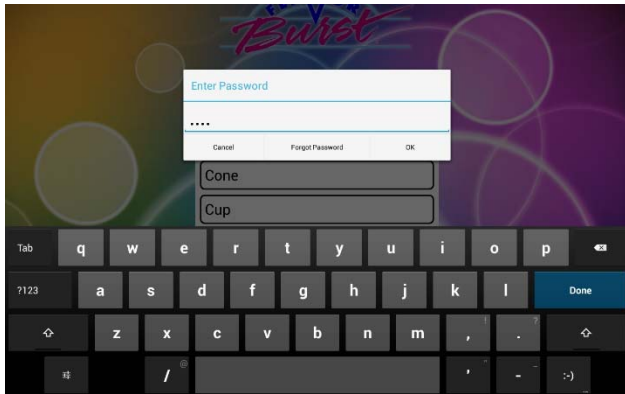 Burst
Enter Password
....
Cancel Forgot Password OK
Cone
Cup
Tab q w e r t y u i o p
?123 a s d f g h j k l Done
z x c v b n m , ! . ?
/ @ ' " - _ :-)